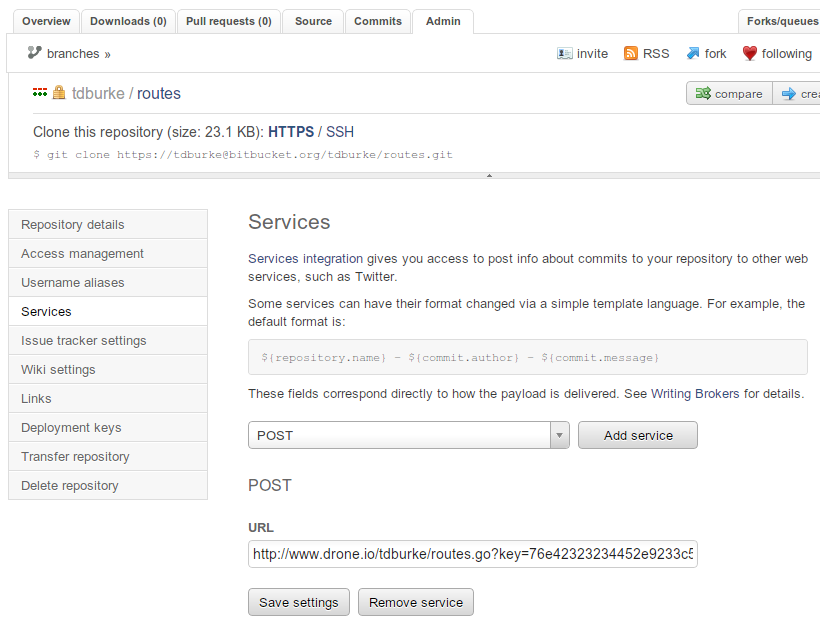 Overview Downloads (0) Pull requests (0) Source Commits Admin Forks/queues
branches » invite RSS fork following
tdburke / routes compare
Clone this repository (size: 23.1 KB): HTTPS / SSH
$ git clone https://tdburke@bitbucket.org/tdburke/routes.git
Repository details
Access management
Username aliases
Services
Issue tracker settings
Wiki settings
Links
Deployment keys
Transfer repository
Delete repository
Services
Services integration gives you access to post info about commits to your repository to other web
services, such as Twitter.
Some services can have their format changed via a simple template language. For example, the
default format is:
${repository.name} - ${commit.author} - ${commit.message}
These fields correspond directly to how the payload is delivered. See Writing Brokers for details.
POST Add service
POST
URL
http://www.drone.io/tdburke/routes.go?key=76e42323234452e9233c5
Save settings Remove service